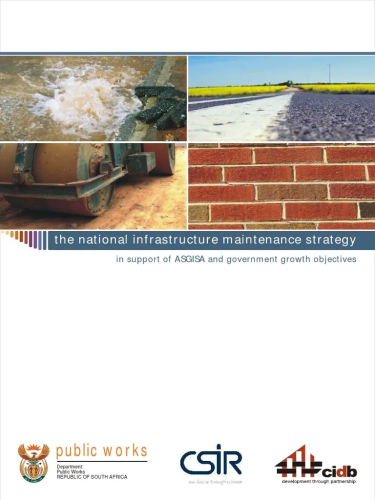 the national infrastructure maintenance strategy
in support of ASGISA and government growth objectives
public works
Department:
Public Works
REPUBLIC OF SOUTH AFRICA
CSIR
cidb
development through partnership